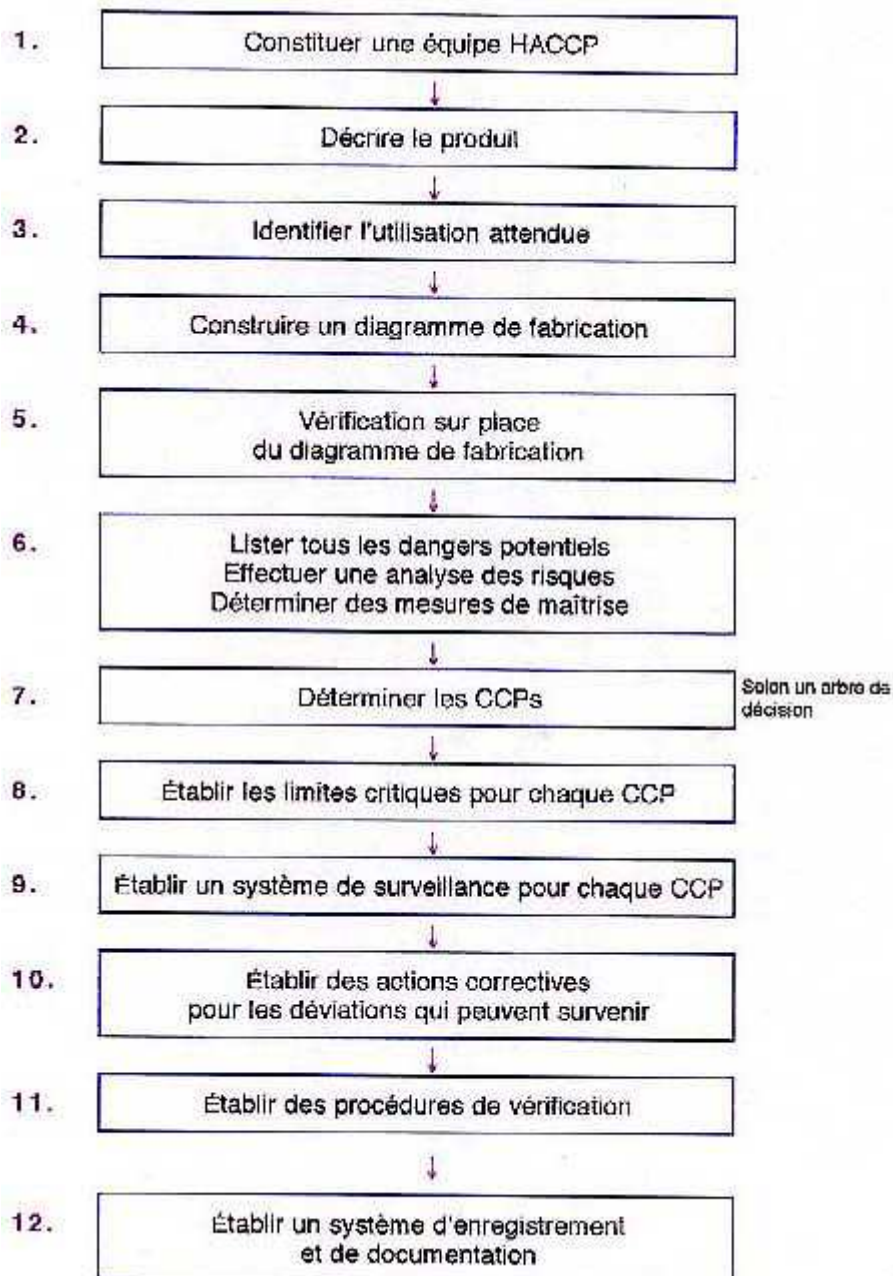 1. Constituer une équipe HACCP
2. Décrire le produit
3. Identifier l'utilisation attendue
4. Construire un diagramme de fabrication
5. Vérification sur place
du diagramme de fabrication
6. Lister tous les dangers potentiels
Effectuer une analyse des risques
Déterminer des mesures de maîtrise
7. Déterminer les CCPs
Selon un arbre de
décision
8. Établir les limites critiques pour chaque CCP
9. Établir un système de surveillance pour chaque CCP
10. Établir des actions correctives
pour les déviations qui peuvent survenir
11. Établir des procédures de vérification
12. Établir un système d'enregistrement
et de documentation